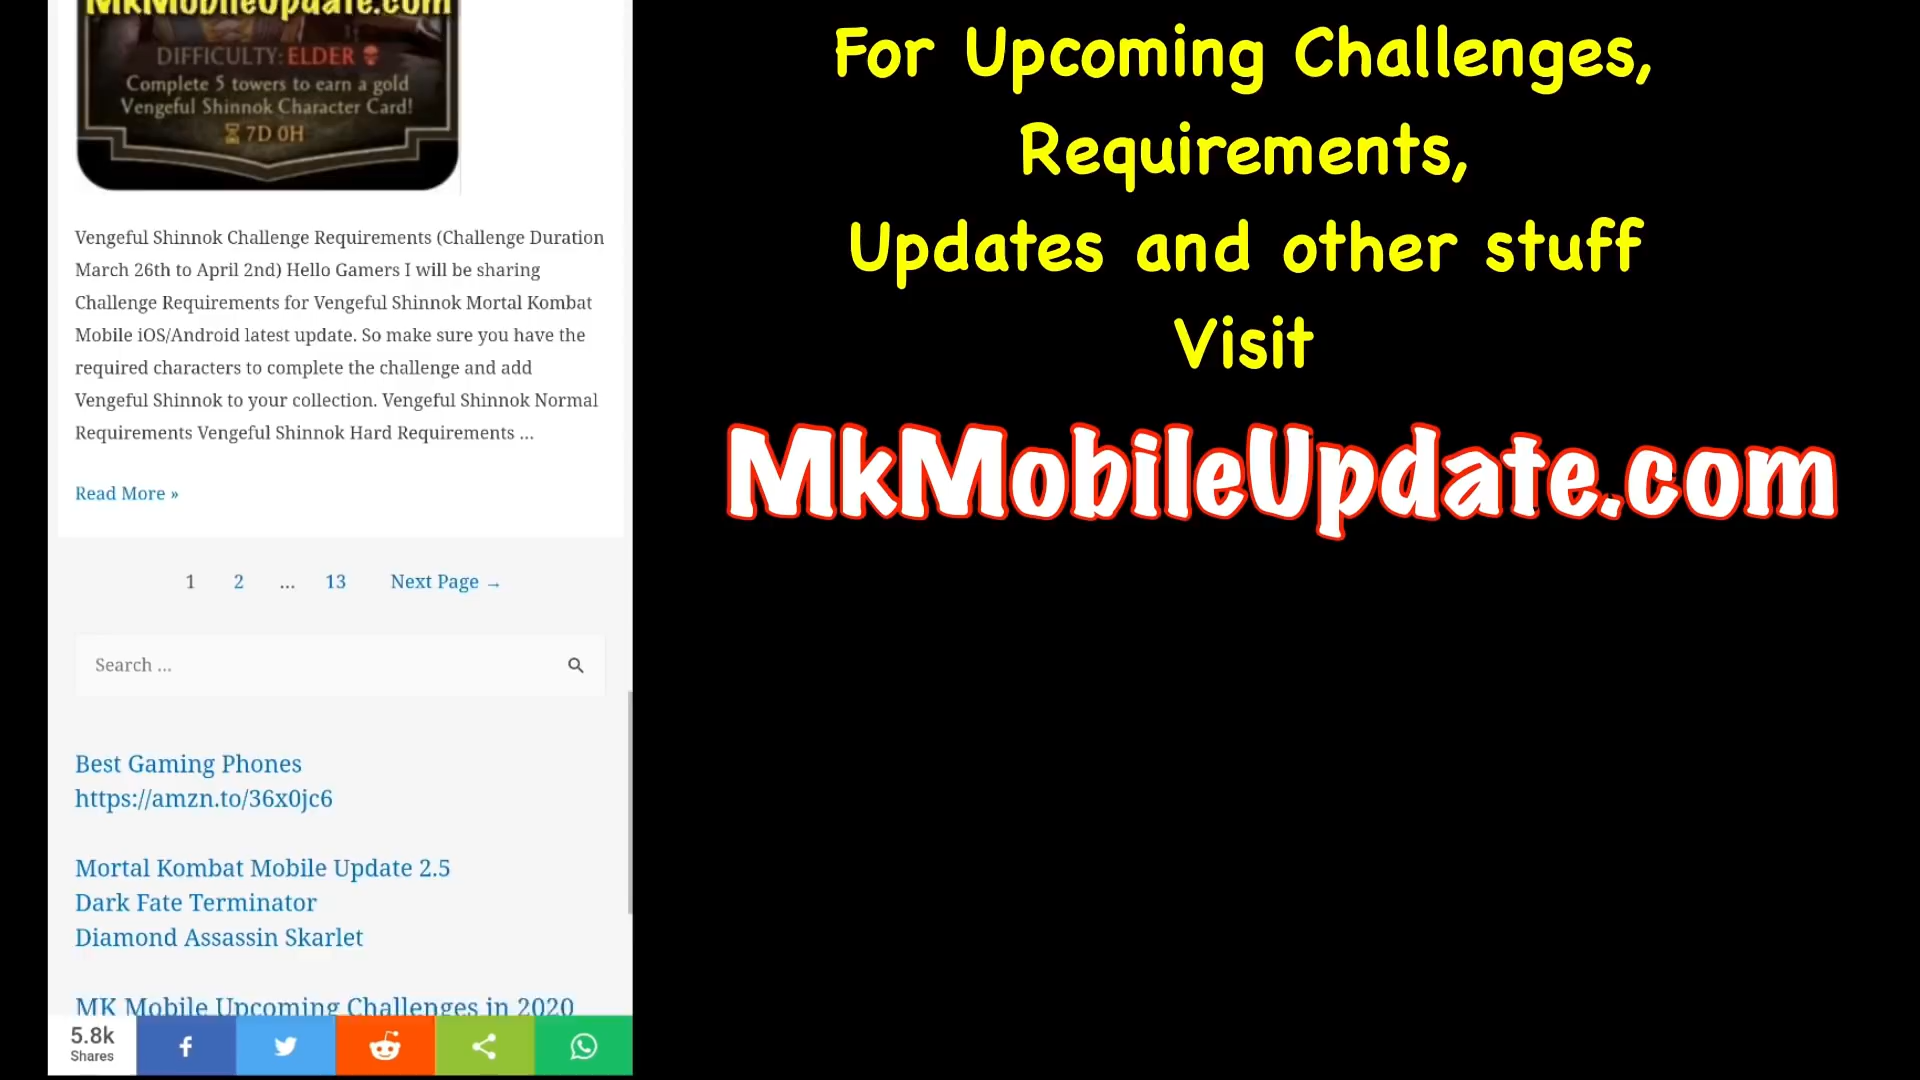 MkMobileUpdate.com
DIFFICULTY: ELDER
Complete 5 towers to earn a gold
Vengeful Shinnok Character Card!
7D 0H
Vengeful Shinnok Challenge Requirements (Challenge Duration
March 26th to April 2nd) Hello Gamers I will be sharing
Challenge Requirements for Vengeful Shinnok Mortal Kombat
Mobile iOS/Android latest update. So make sure you have the
required characters to complete the challenge and add
Vengeful Shinnok to your collection. Vengeful Shinnok Normal
Requirements Vengeful Shinnok Hard Requirements ...
Read More »
1 2 ... 13 Next Page →
Search ...
Best Gaming Phones
https://amzn.to/36x0jc6
Mortal Kombat Mobile Update 2.5
Dark Fate Terminator
Diamond Assassin Skarlet
MK Mobile Upcoming Challenges in 2020
5.8k
Shares
For Upcoming Challenges,
Requirements,
Updates and other stuff
Visit
MkMobileUpdate.com